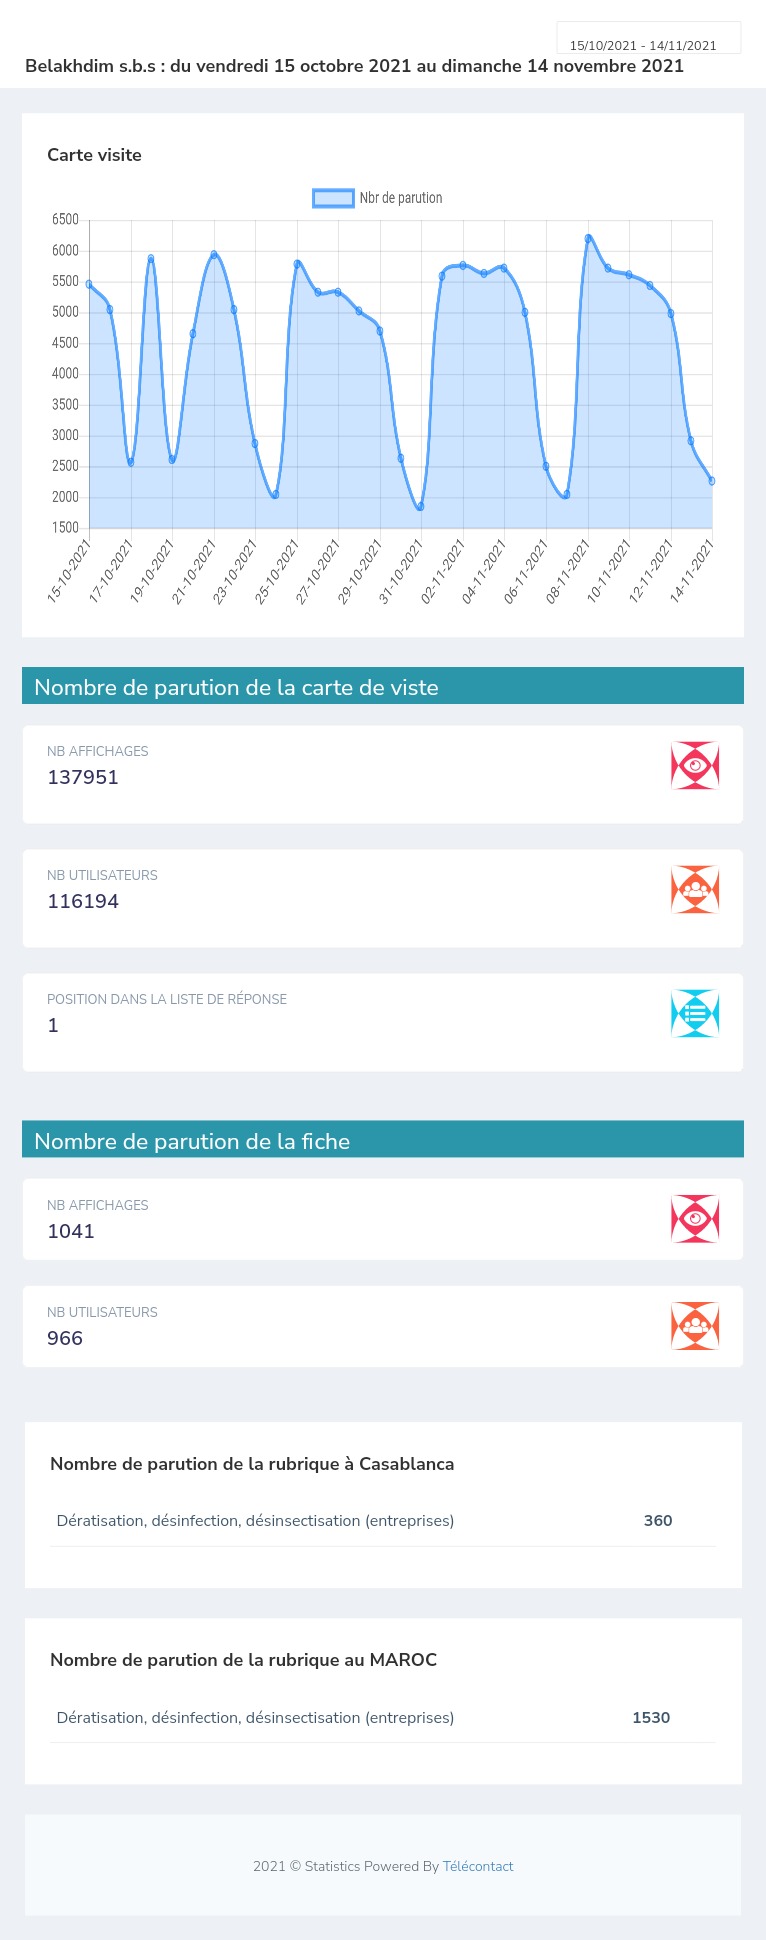 15/10/2021 - 14/11/2021
Belakhdim s.b.s : du vendredi 15 octobre 2021 au dimanche 14 novembre 2021
Carte visite
Nbr de parution
6500
6000
5500
5000
4500
4000
3500
3000
2500
2000
1500
15-10-2021
17-10-2021
19-10-2021
21-10-2021
23-10-2021
25-10-2021
27-10-2021
29-10-2021
31-10-2021
02-11-2021
04-11-2021
06-11-2021
08-11-2021
10-11-2021
12-11-2021
14-11-2021
Nombre de parution de la carte de viste
NB AFFICHAGES
137951
NB UTILISATEURS
116194
POSITION DANS LA LISTE DE RÉPONSE
1
Nombre de parution de la fiche
NB AFFICHAGES
1041
NB UTILISATEURS
966
Nombre de parution de la rubrique à Casablanca
Dératisation, désinfection, désinsectisation (entreprises) 360
Nombre de parution de la rubrique au MAROC
Dératisation, désinfection, désinsectisation (entreprises) 1530
2021 © Statistics Powered By Télécontact